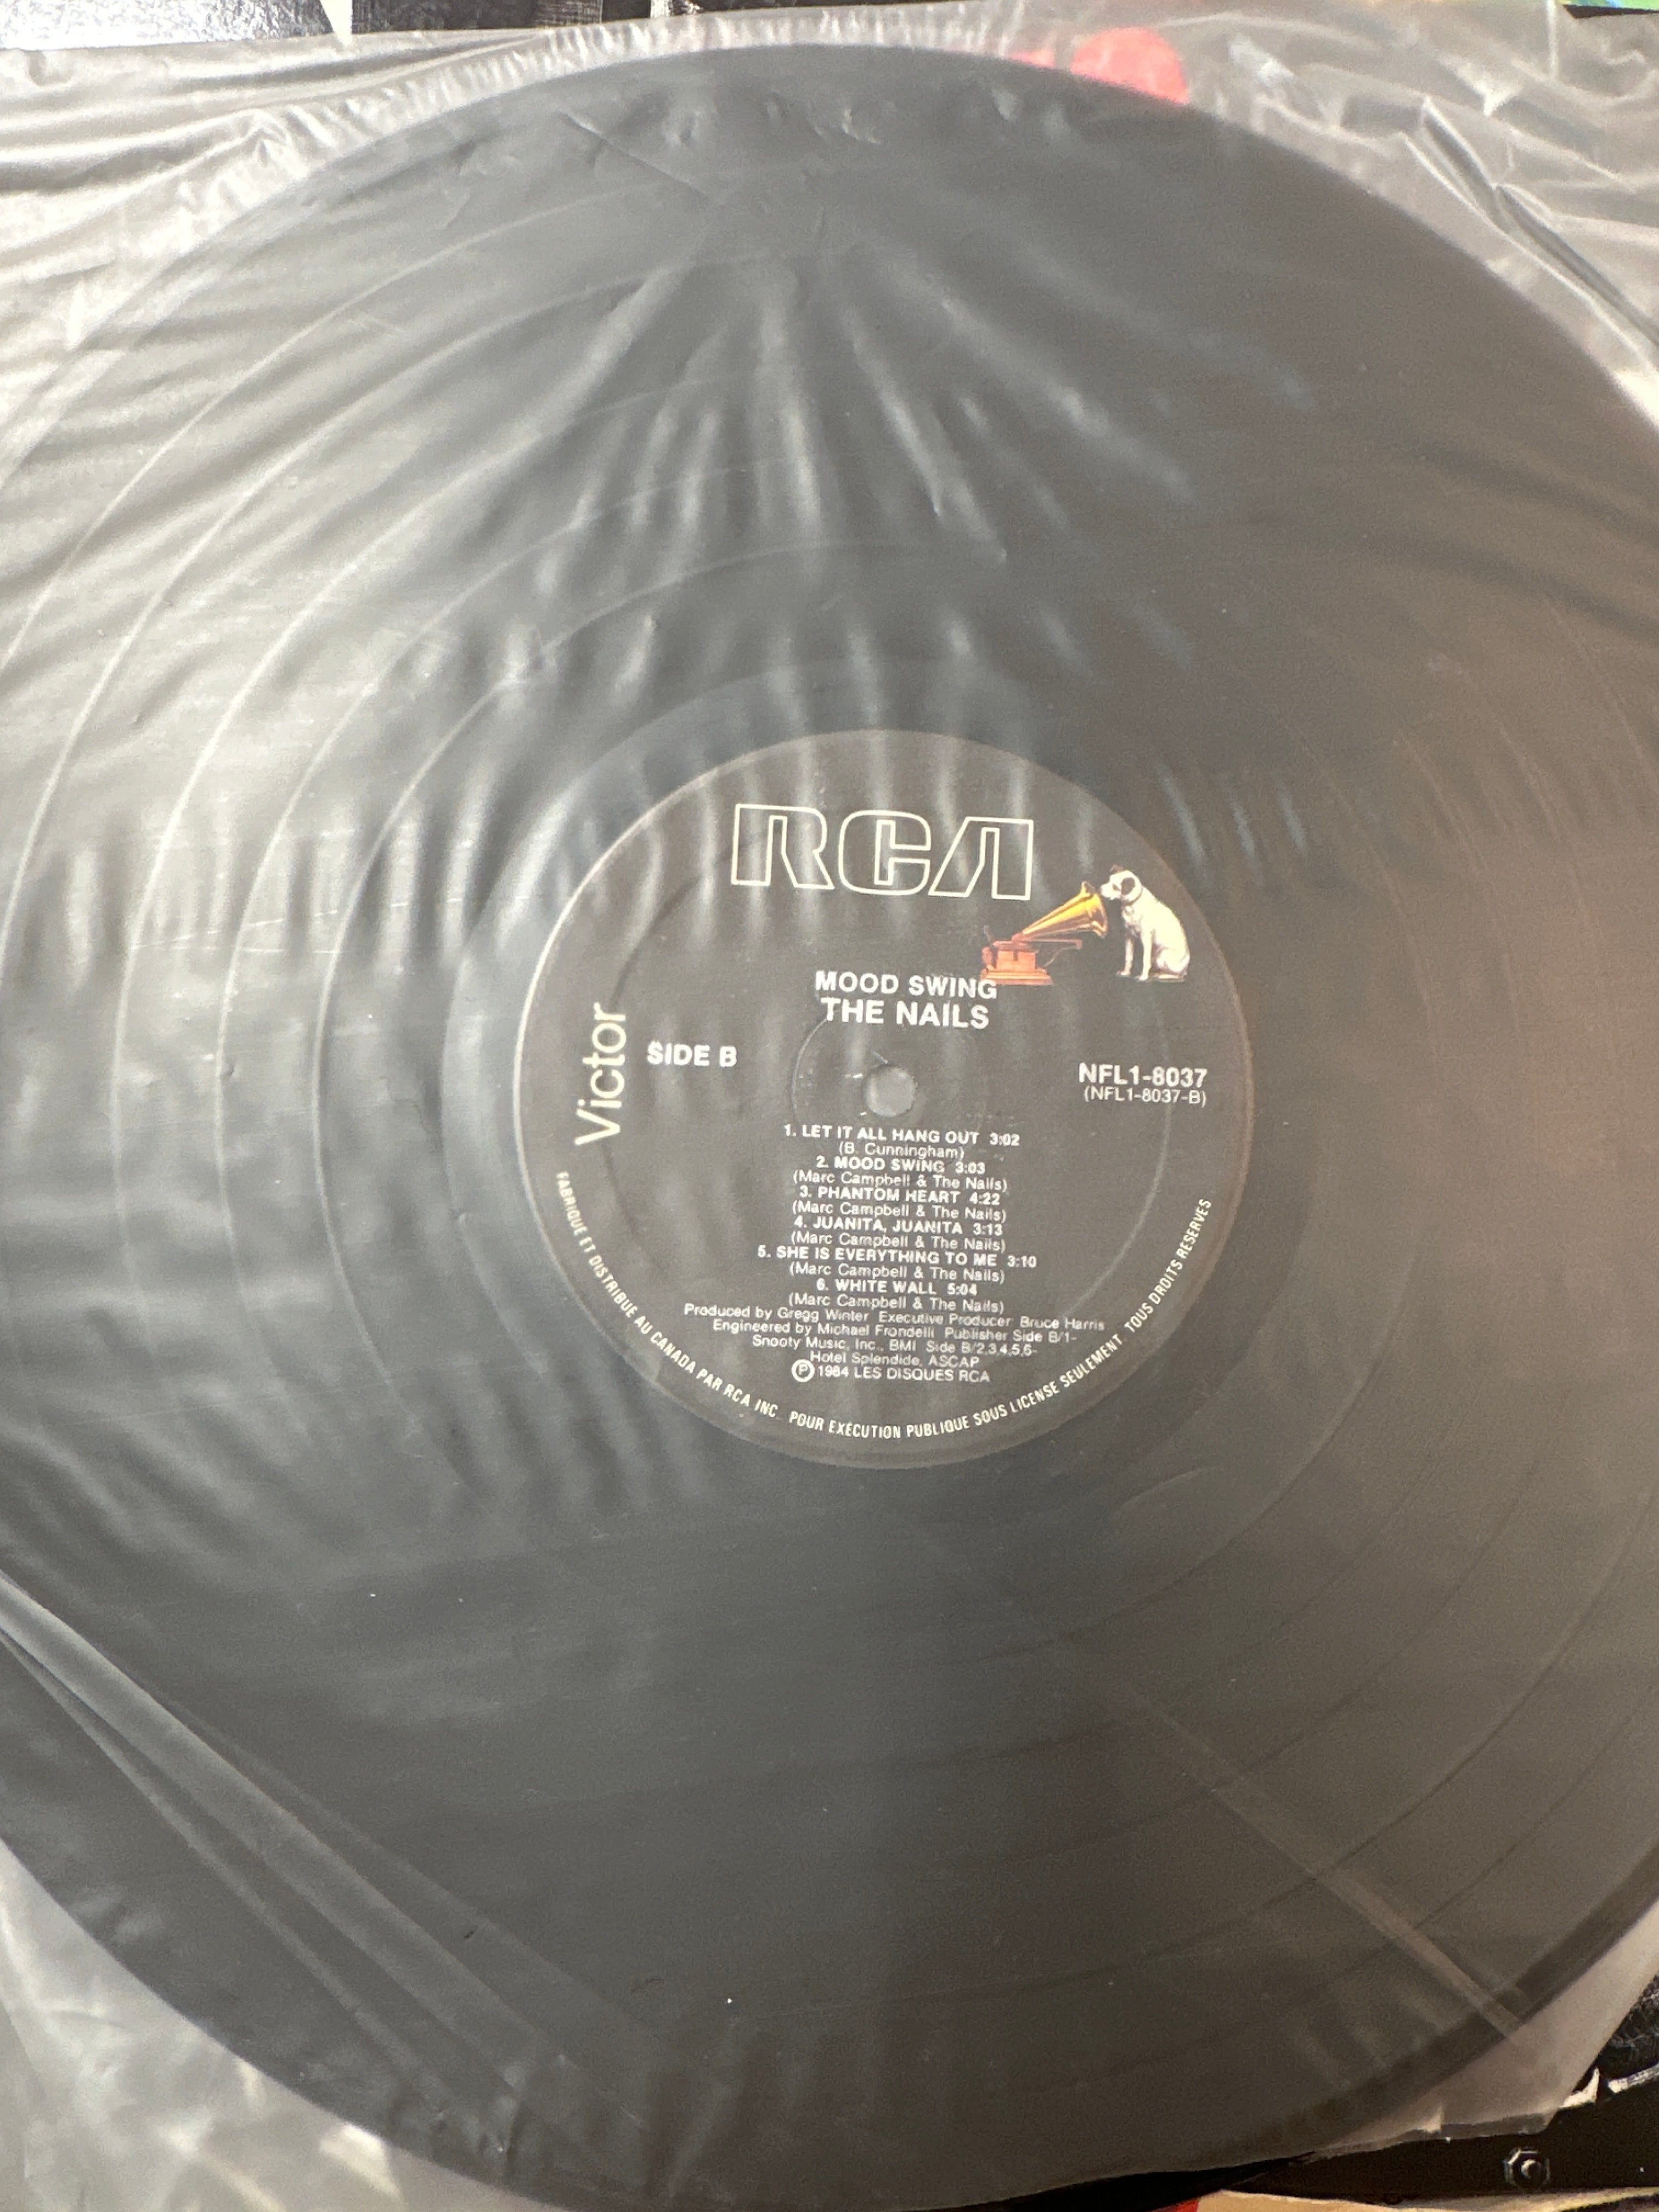 RCA
MOOD SWING
THE NAILS
Victor
SIDE B
NFL1-8037
(NFL1-8037-B)
1. LET IT ALL HANG OUT 3:02
(B. Cunningham)
2. MOOD SWING 3:03
(Marc Campbell & The Nails)
3. PHANTOM HEART 4:22
(Marc Campbell & The Nails)
4. JUANITA, JUANITA 3:13
(Marc Campbell & The Nails)
5. SHE IS EVERYTHING TO ME 3:10
(Marc Campbell & The Nails)
6. WHITE WALL 5:04
(Marc Campbell & The Nails)
Produced by Gregg Winter Executive Producer Bruce Harris
Engineered by Michael Frondelli Publisher Side B/1-
Snooty Music, Inc., BMI Side B/2,3,4,5,6-
Hotel Splendide, ASCAP
℗ 1984 LES DISQUES RCA
FABRIQUE ET DISTRIBUE AU CANADA PAR RCA INC. POUR EXÉCUTION PUBLIQUE SOUS LICENSE SEULEMENT. TOUS DROITS RESERVES